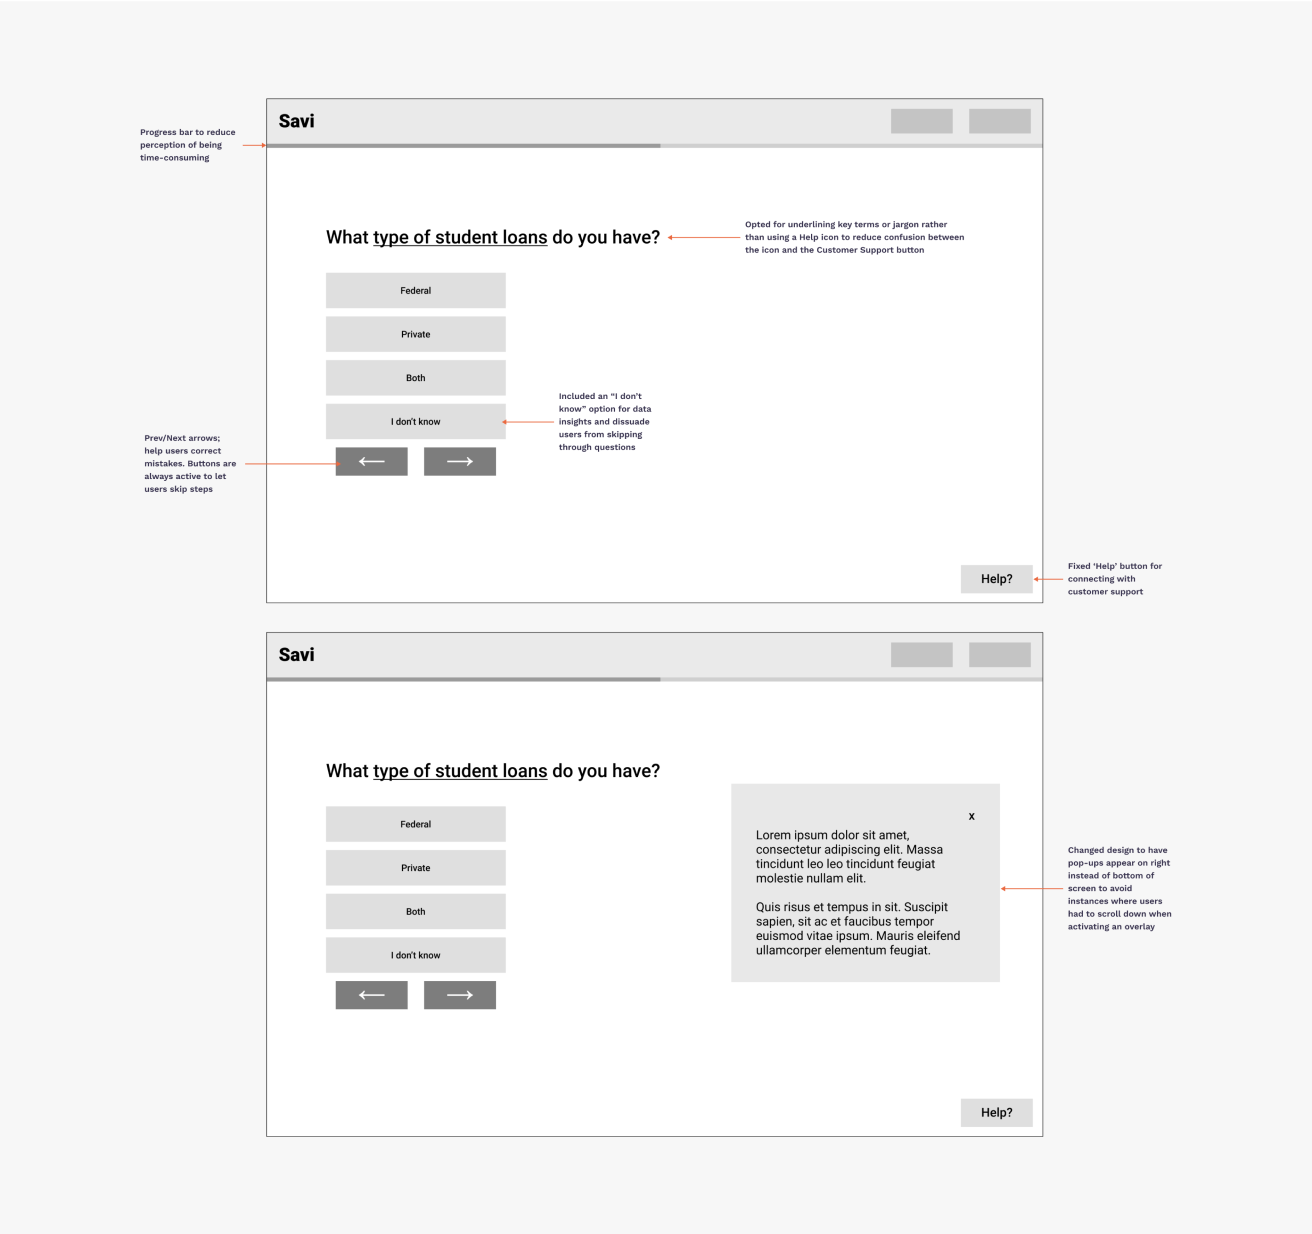 Savi
Progress bar to reduce
perception of being
time-consuming
What type of student loans do you have?
Opted for underlining key terms or jargon rather
than using a Help icon to reduce confusion between
the icon and the Customer Support button
Federal
Private
Both
I don't know
Included an “I don’t
know” option for data
insights and dissuade
users from skipping
through questions
Prev/Next arrows;
help users correct
mistakes. Buttons are
always active to let
users skip steps
← →
Help?
Fixed ‘Help’ button for
connecting with
customer support
Savi
What type of student loans do you have?
Federal
Private
Both
I don't know
← →
x
Lorem ipsum dolor sit amet,
consectetur adipiscing elit. Massa
tincidunt leo leo tincidunt feugiat
molestie nullam elit.
Quis risus et tempus in sit. Suscipit
sapien, sit ac et faucibus tempor
euismod vitae ipsum. Mauris eleifend
ullamcorper elementum feugiat.
Changed design to have
pop-ups appear on right
instead of bottom of
screen to avoid
instances where users
had to scroll down when
activating an overlay
Help?